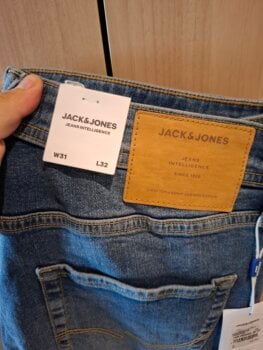 JACK&JONES
JEANS INTELLIGENCE
W31 L32
JACK&JONES
JEANS
INTELLIGENCE
SINCE 1990